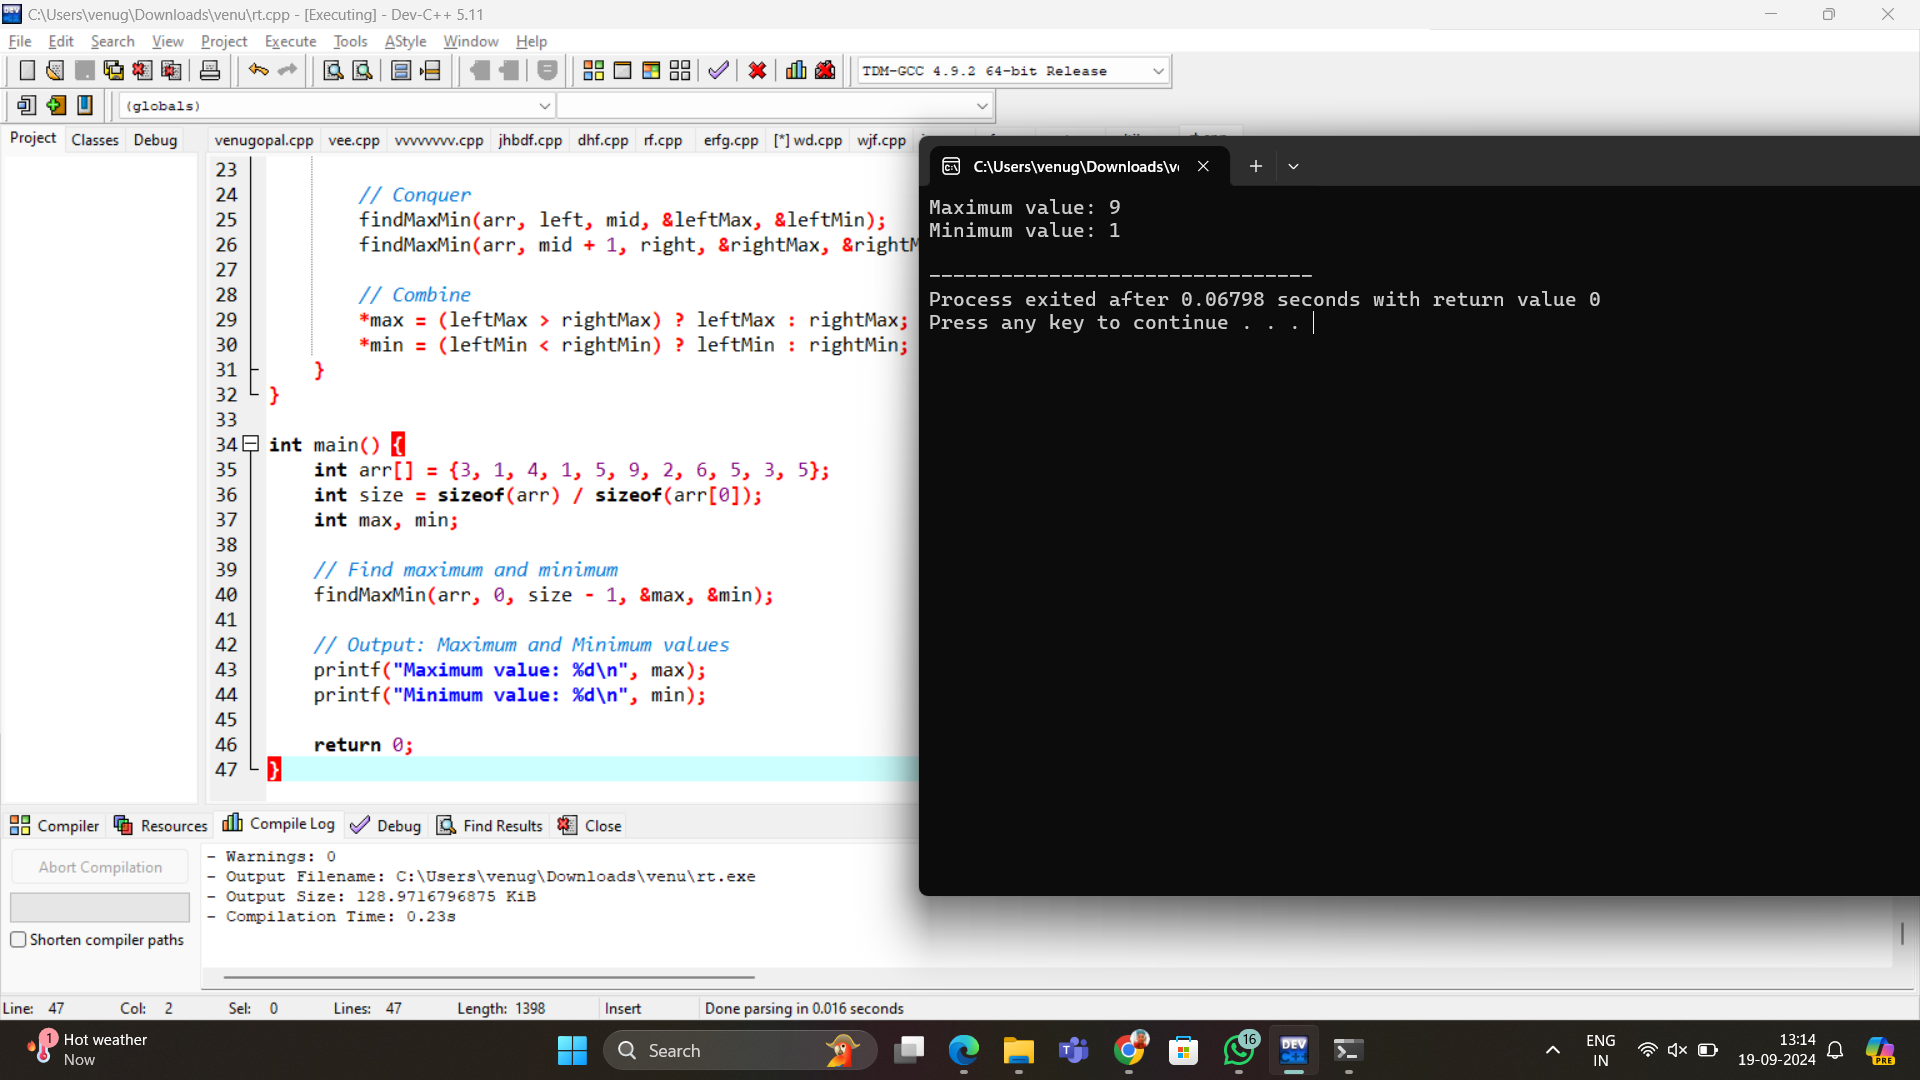 C:\Users\venug\Downloads\venu\rt.cpp - [Executing] - Dev-C++ 5.11
File Edit Search View Project Execute Tools AStyle Window Help
TDM-GCC 4.9.2 64-bit Release
(globals)
Project Classes Debug
venugopal.cpp vee.cpp vvvvvvvv.cpp jhbdf.cpp dhf.cpp rf.cpp erfg.cpp [*] wd.cpp wjf.cpp
23
24 // Conquer
25 findMaxMin(arr, left, mid, &leftMax, &leftMin);
26 findMaxMin(arr, mid + 1, right, &rightMax, &rightM
27
28 // Combine
29 *max = (leftMax > rightMax) ? leftMax : rightMax;
30 *min = (leftMin < rightMin) ? leftMin : rightMin;
31 }
32 }
33
34 int main() {
35 int arr[] = {3, 1, 4, 1, 5, 9, 2, 6, 5, 3, 5};
36 int size = sizeof(arr) / sizeof(arr[0]);
37 int max, min;
38
39 // Find maximum and minimum
40 findMaxMin(arr, 0, size - 1, &max, &min);
41
42 // Output: Maximum and Minimum values
43 printf("Maximum value: %d\n", max);
44 printf("Minimum value: %d\n", min);
45
46 return 0;
47 }
C:\Users\venug\Downloads\v
Maximum value: 9
Minimum value: 1
--------------------------------
Process exited after 0.06798 seconds with return value 0
Press any key to continue . . .
Compiler Resources Compile Log Debug Find Results Close
Abort Compilation
Shorten compiler paths
- Warnings: 0
- Output Filename: C:\Users\venug\Downloads\venu\rt.exe
- Output Size: 128.9716796875 KiB
- Compilation Time: 0.23s
Line: 47 Col: 2 Sel: 0 Lines: 47 Length: 1398 Insert Done parsing in 0.016 seconds
1
Hot weather
Now
Search
16
DEV
C++
ENG
IN
13:14
19-09-2024
PRE